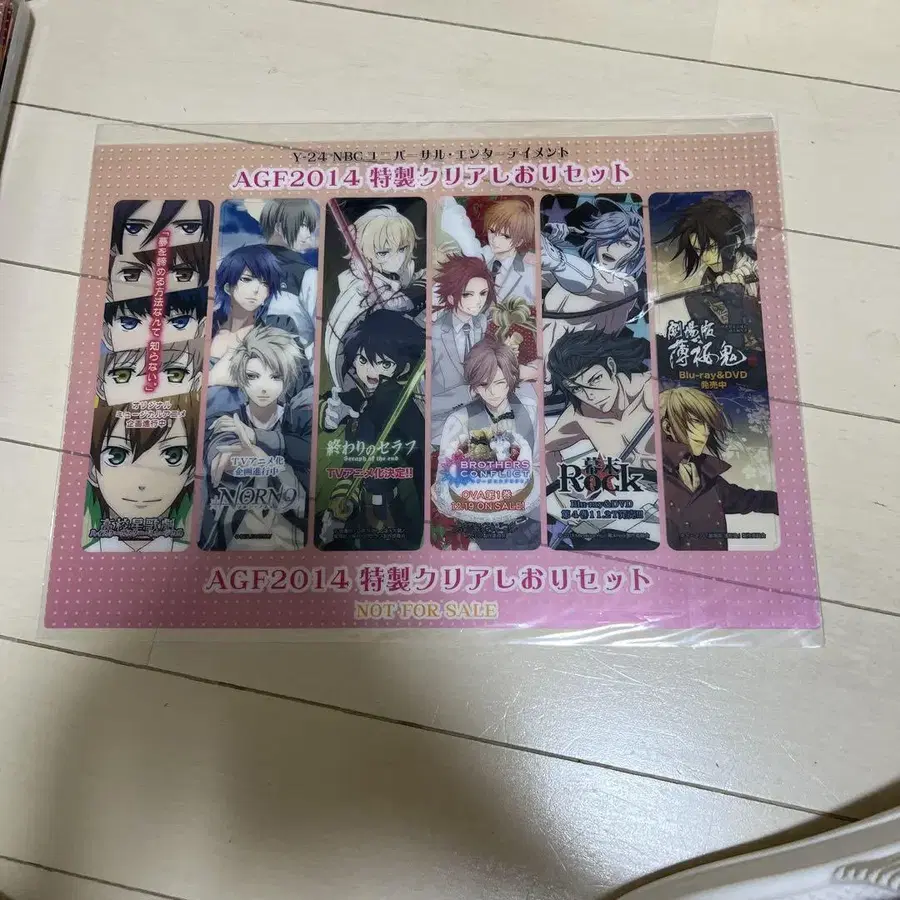 Y-24 NBCユニバーサル・エンターテイメント
AGF2014 特製クリアしおりセット
「夢を諦める方法なんて知らない。」
オリジナル
ミュージカルアニメ
企画進行中!
TVアニメ化
企画進行中
NORN9
終わりのセラフ
Seraph of the end
TVアニメ化決定!!
BROTHERS
CONFLICT
OVA第1巻
12.19 ON SALE!
幕末
RocK
Blu-ray&DVD
劇場版
薄桜鬼
Blu-ray&DVD
発売中
AGF2014 特製クリアしおりセット
NOT FOR SALE